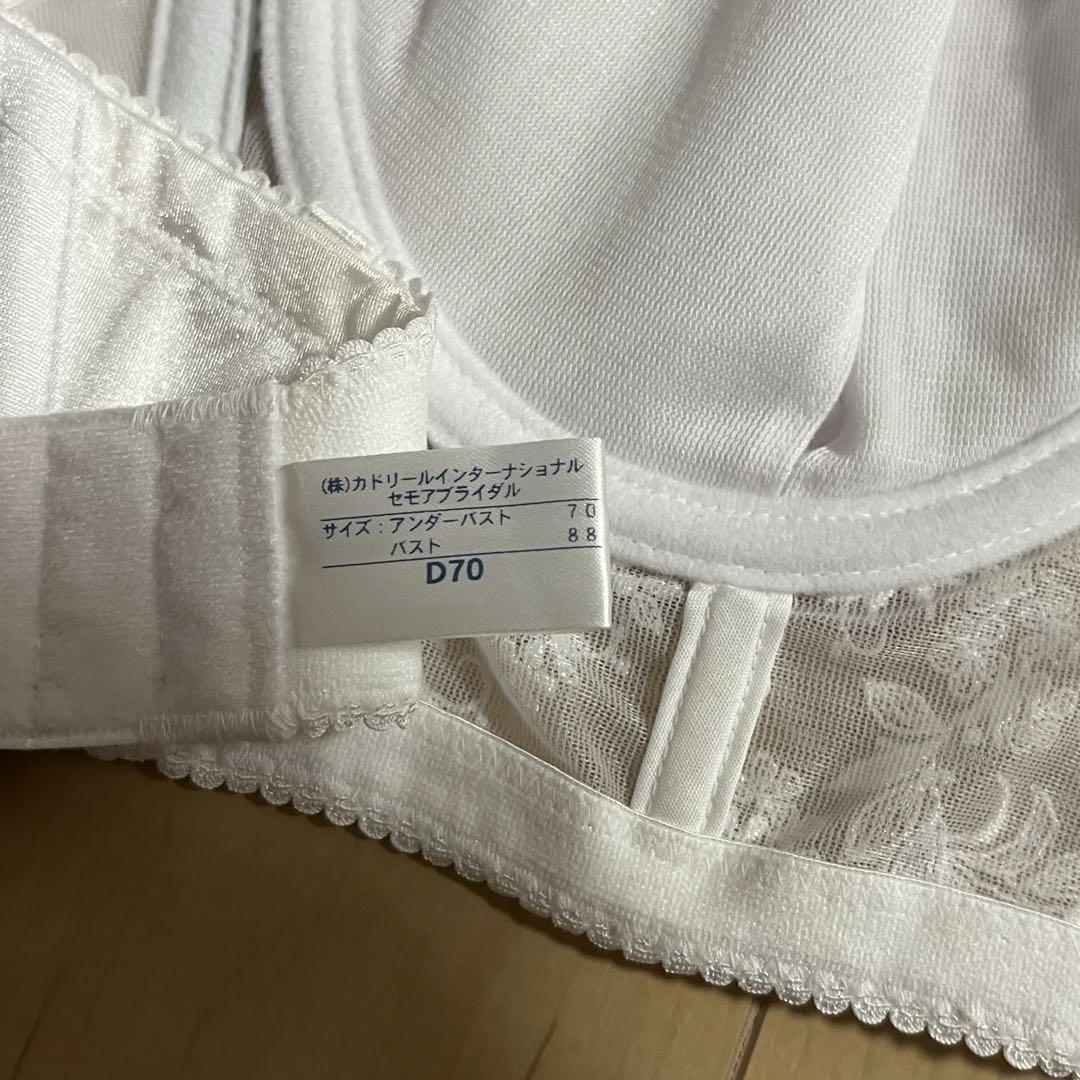 (株)カドリールインターナショナル
セモアブライダル
サイズ：アンダーバスト 70
バスト 88
D70